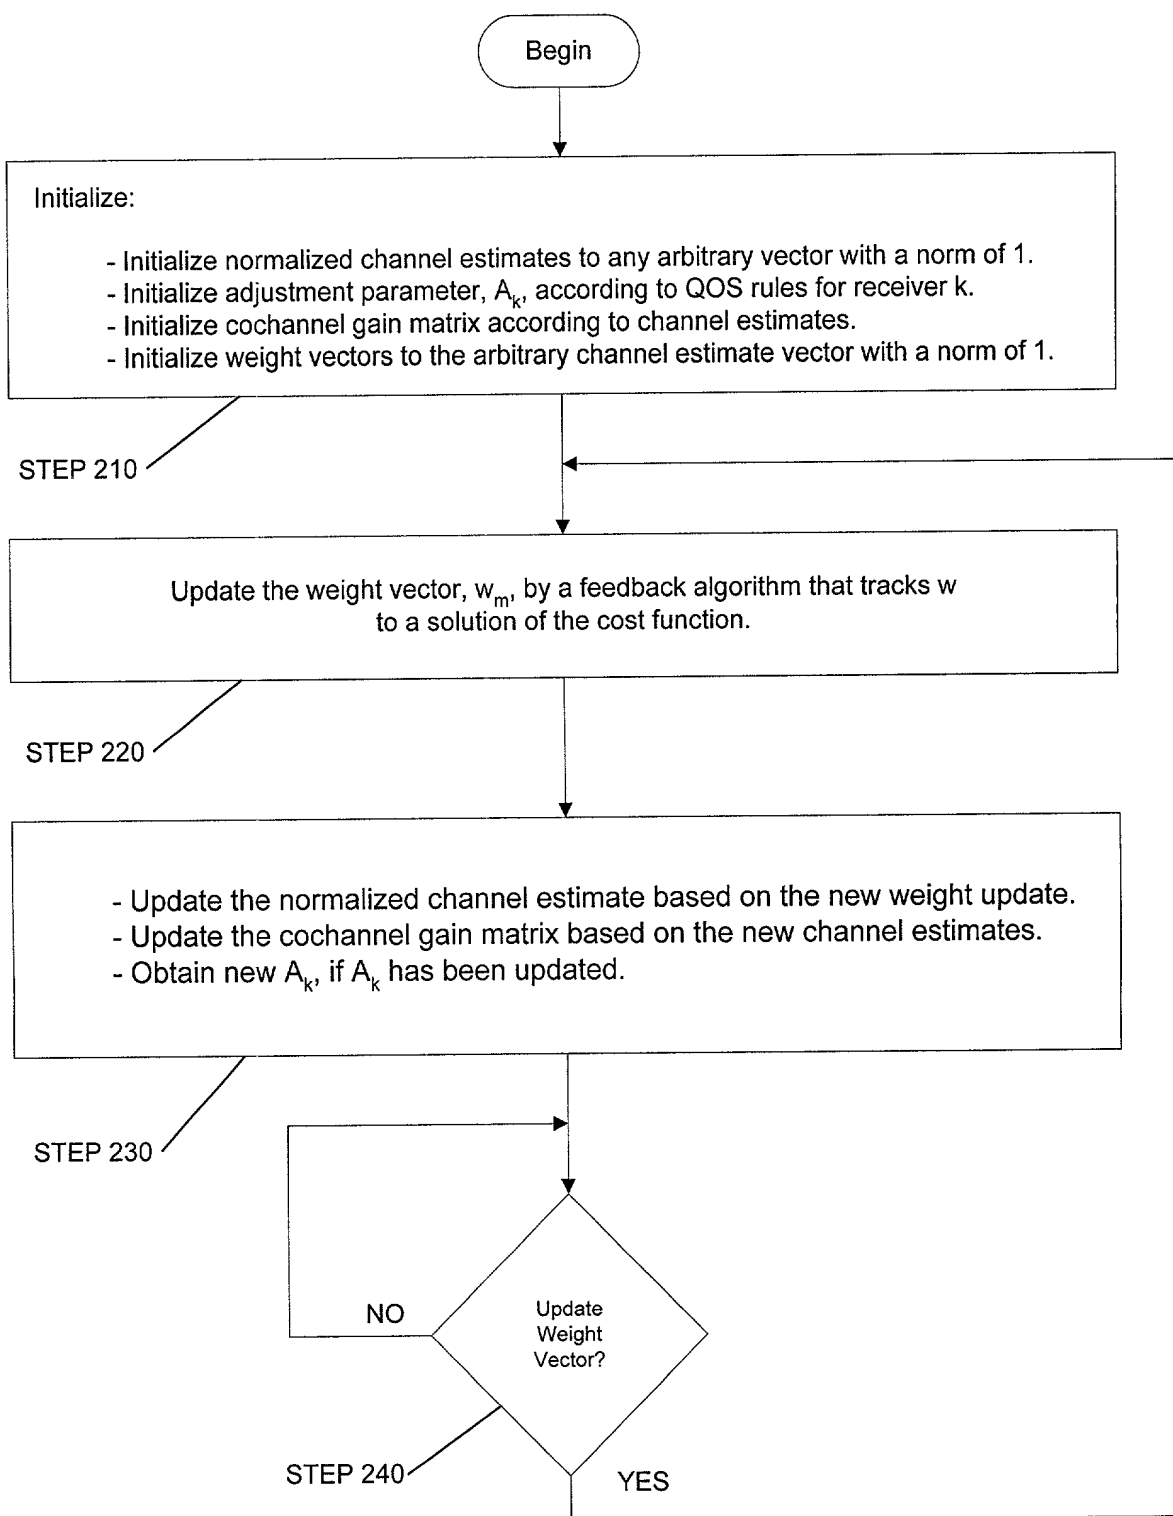 Begin
Initialize:
- Initialize normalized channel estimates to any arbitrary vector with a norm of 1.
- Initialize adjustment parameter, Ak, according to QOS rules for receiver k.
- Initialize cochannel gain matrix according to channel estimates.
- Initialize weight vectors to the arbitrary channel estimate vector with a norm of 1.
STEP 210
Update the weight vector, wm, by a feedback algorithm that tracks w
to a solution of the cost function.
STEP 220
- Update the normalized channel estimate based on the new weight update.
- Update the cochannel gain matrix based on the new channel estimates.
- Obtain new Ak, if Ak has been updated.
STEP 230
NO
Update
Weight
Vector?
STEP 240
YES